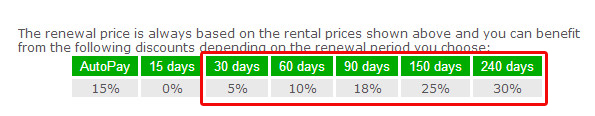 The renewal price is always based on the rental prices shown above and you can benefit
from the following discounts depending on the renewal period you choose:
AutoPay 15 days 30 days 60 days 90 days 150 days 240 days
15% 0% 5% 10% 18% 25% 30%